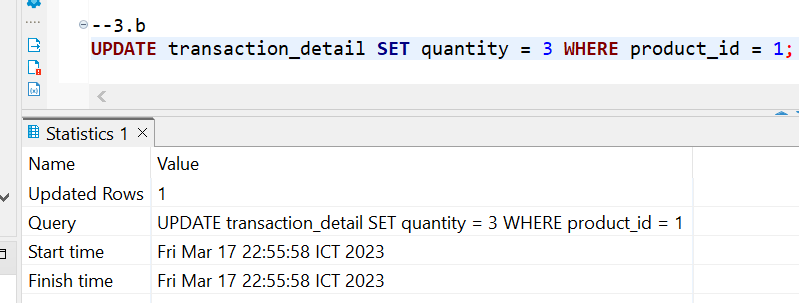 --3.b
UPDATE transaction_detail SET quantity = 3 WHERE product_id = 1;
Statistics 1
Name Value
Updated Rows 1
Query UPDATE transaction_detail SET quantity = 3 WHERE product_id = 1
Start time Fri Mar 17 22:55:58 ICT 2023
Finish time Fri Mar 17 22:55:58 ICT 2023